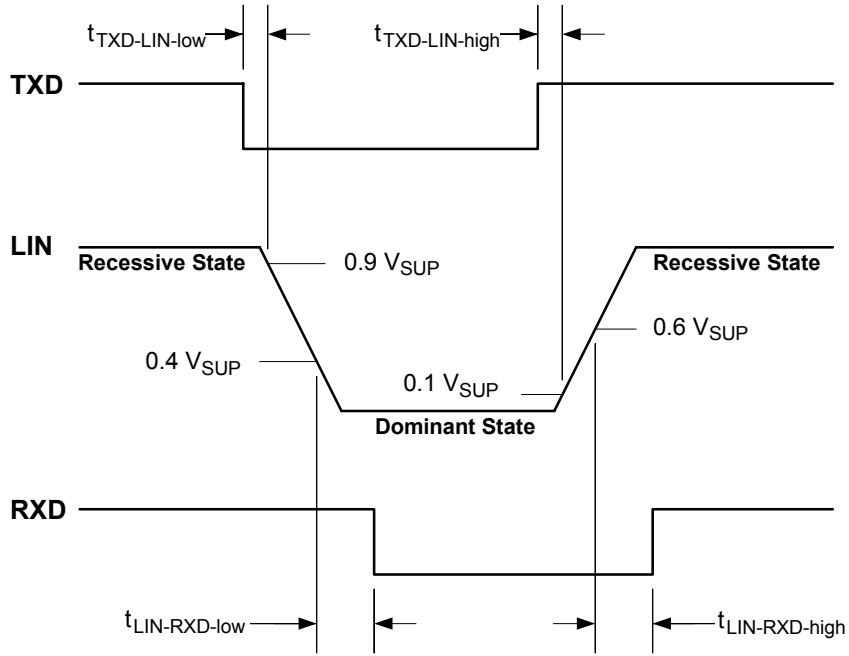 tTXD-LIN-low
tTXD-LIN-high
TXD
LIN
Recessive State
0.9 VSUP
Recessive State
0.6 VSUP
0.4 VSUP
0.1 VSUP
Dominant State
RXD
tLIN-RXD-low
tLIN-RXD-high